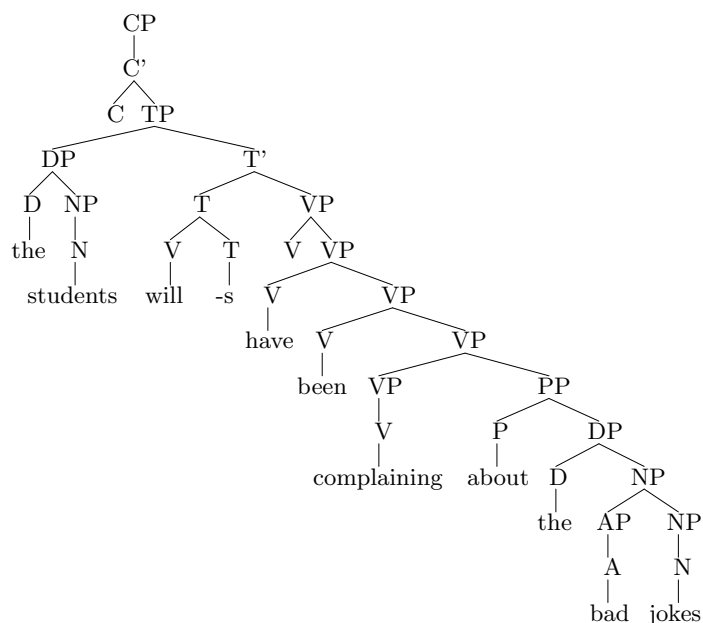 CP
C'
C TP
DP T'
D NP T VP
the N V T V VP
students will -s V VP
have V VP
been VP PP
V P DP
complaining about D NP
the AP NP
A N
bad jokes